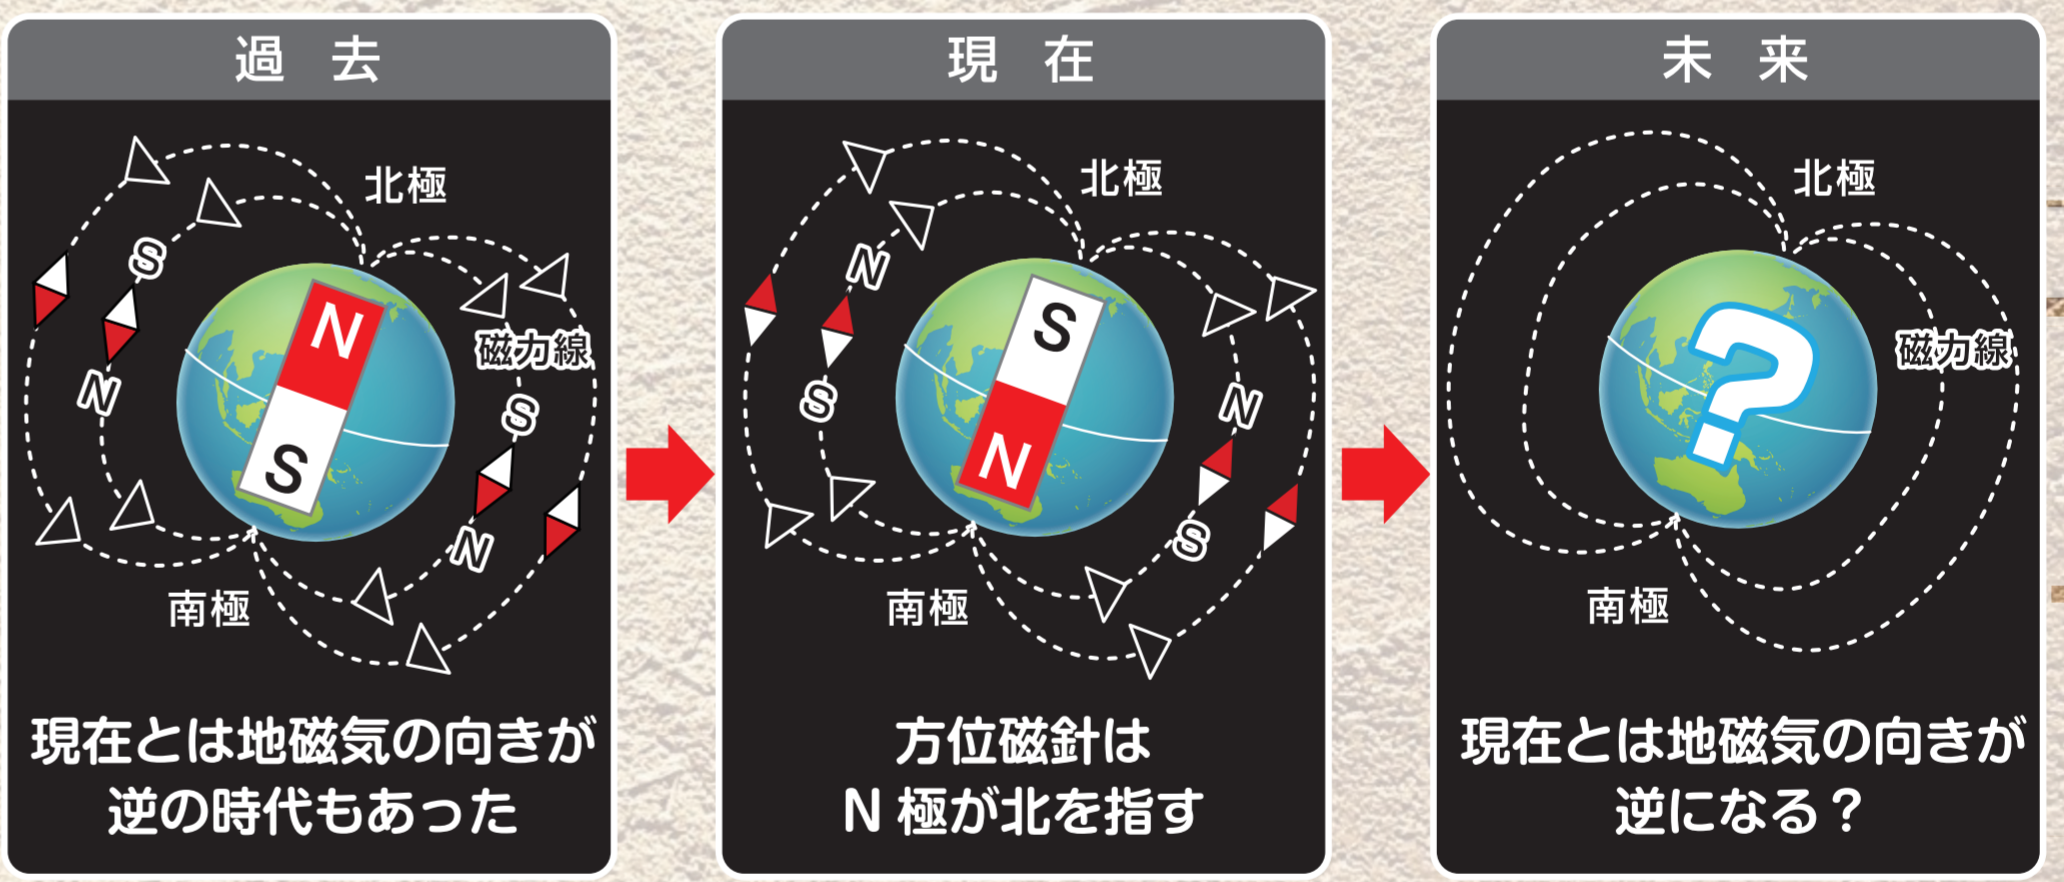 過去
北極
S
N
N
S
磁力線
S
N
南極
現在とは地磁気の向きが
逆の時代もあった
現在
北極
N
S
S
N
N
S
南極
方位磁針は
N極が北を指す
未来
北極
?
磁力線
南極
現在とは地磁気の向きが
逆になる？